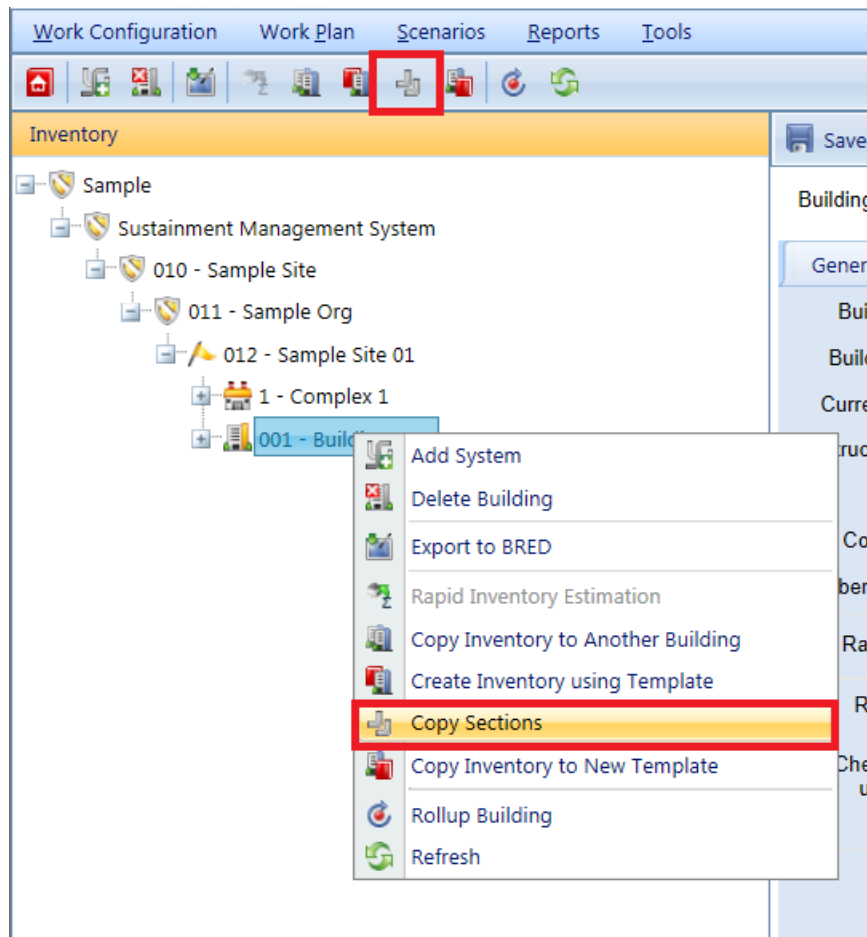 Work Configuration Work Plan Scenarios Reports Tools
Inventory
Save
Sample
Sustainment Management System
010 - Sample Site
011 - Sample Org
012 - Sample Site 01
1 - Complex 1
001 -
Add System
Delete Building
Export to BRED
Rapid Inventory Estimation
Copy Inventory to Another Building
Create Inventory using Template
Copy Sections
Copy Inventory to New Template
Rollup Building
Refresh